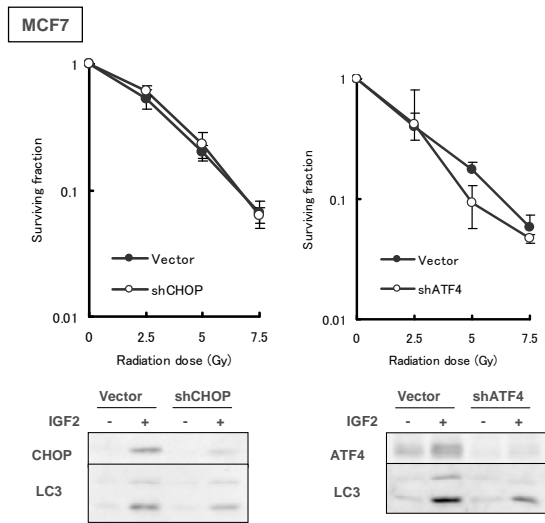 MCF7
1
0.1
0.01
Surviving fraction
Vector
shCHOP
0 2.5 5 7.5
Radiation dose (Gy)
1
0.1
0.01
Surviving fraction
Vector
shATF4
0 2.5 5 7.5
Radiation dose (Gy)
Vector shCHOP
IGF2 - + - +
CHOP
LC3
Vector shATF4
IGF2 - + - +
ATF4
LC3